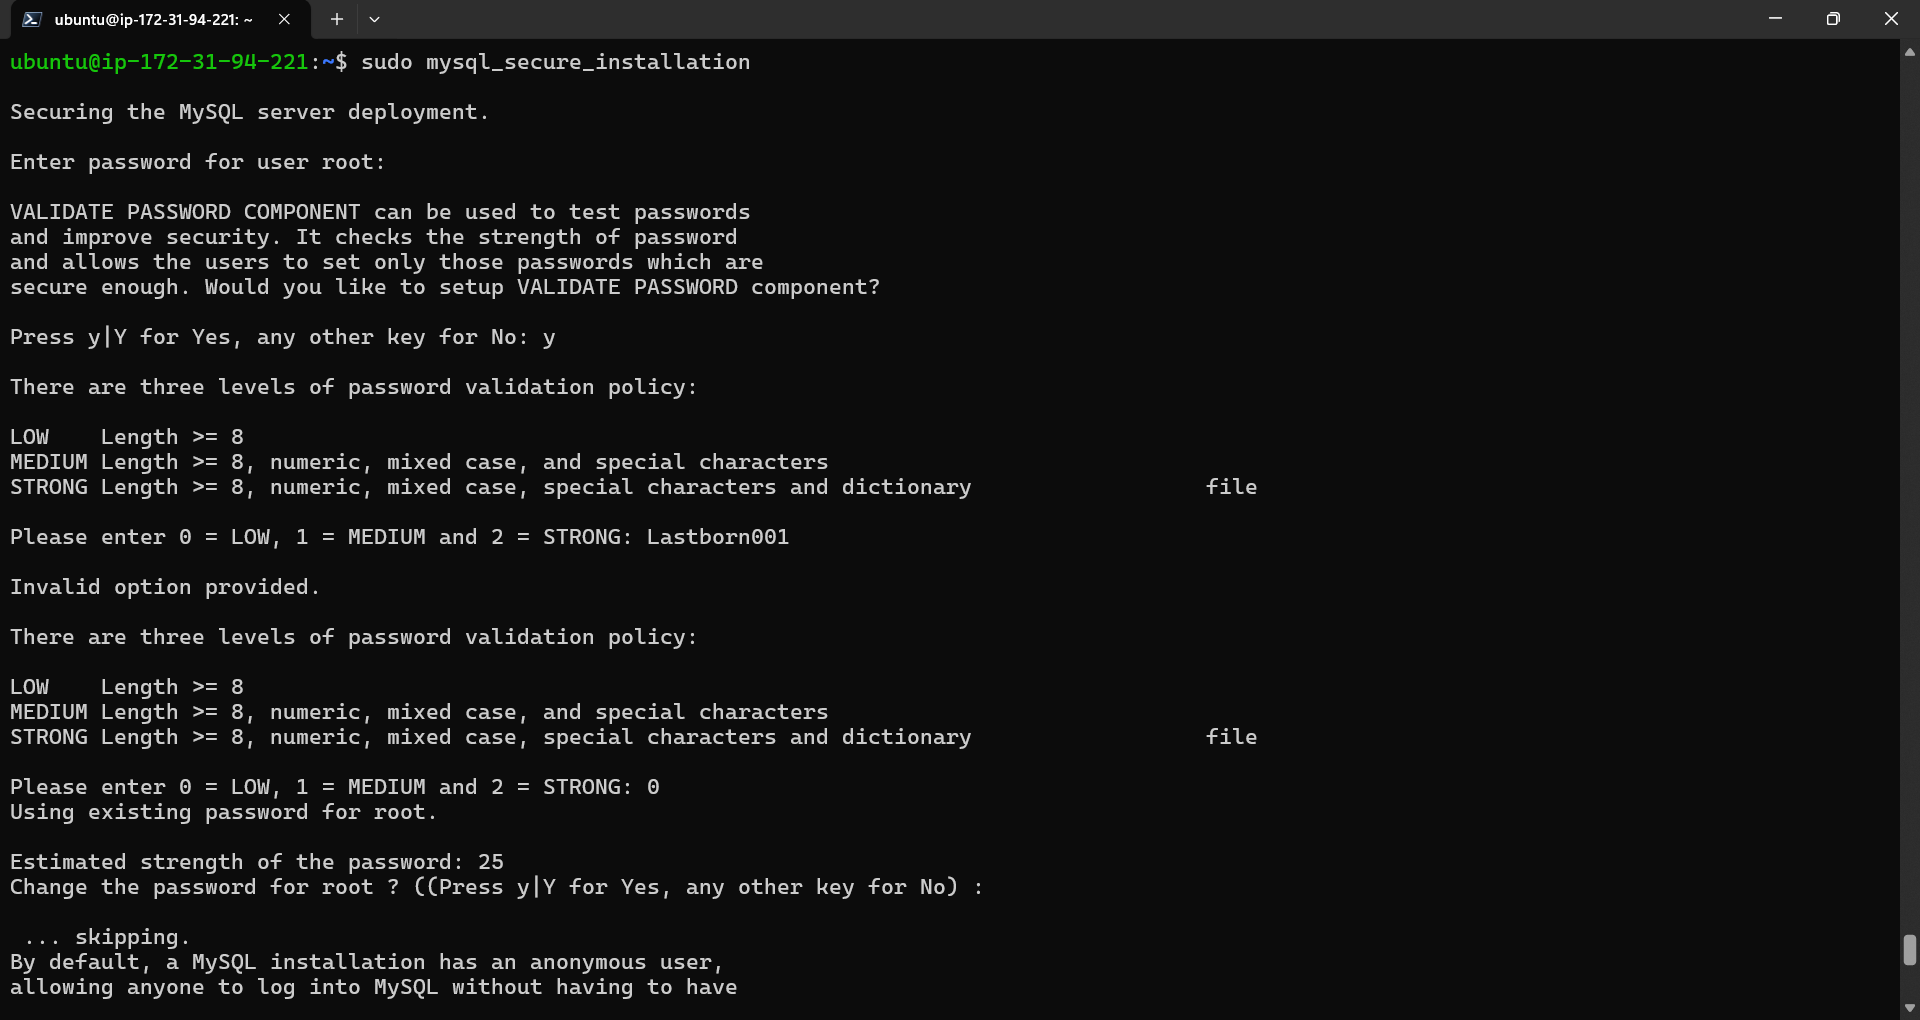 ubuntu@ip-172-31-94-221: ~
ubuntu@ip-172-31-94-221:~$ sudo mysql_secure_installation
Securing the MySQL server deployment.
Enter password for user root:
VALIDATE PASSWORD COMPONENT can be used to test passwords
and improve security. It checks the strength of password
and allows the users to set only those passwords which are
secure enough. Would you like to setup VALIDATE PASSWORD component?
Press y|Y for Yes, any other key for No: y
There are three levels of password validation policy:
LOW    Length >= 8
MEDIUM Length >= 8, numeric, mixed case, and special characters
STRONG Length >= 8, numeric, mixed case, special characters and dictionary                  file
Please enter 0 = LOW, 1 = MEDIUM and 2 = STRONG: Lastborn001
Invalid option provided.
There are three levels of password validation policy:
LOW    Length >= 8
MEDIUM Length >= 8, numeric, mixed case, and special characters
STRONG Length >= 8, numeric, mixed case, special characters and dictionary                  file
Please enter 0 = LOW, 1 = MEDIUM and 2 = STRONG: 0
Using existing password for root.
Estimated strength of the password: 25
Change the password for root ? ((Press y|Y for Yes, any other key for No) :
 ... skipping.
By default, a MySQL installation has an anonymous user,
allowing anyone to log into MySQL without having to have